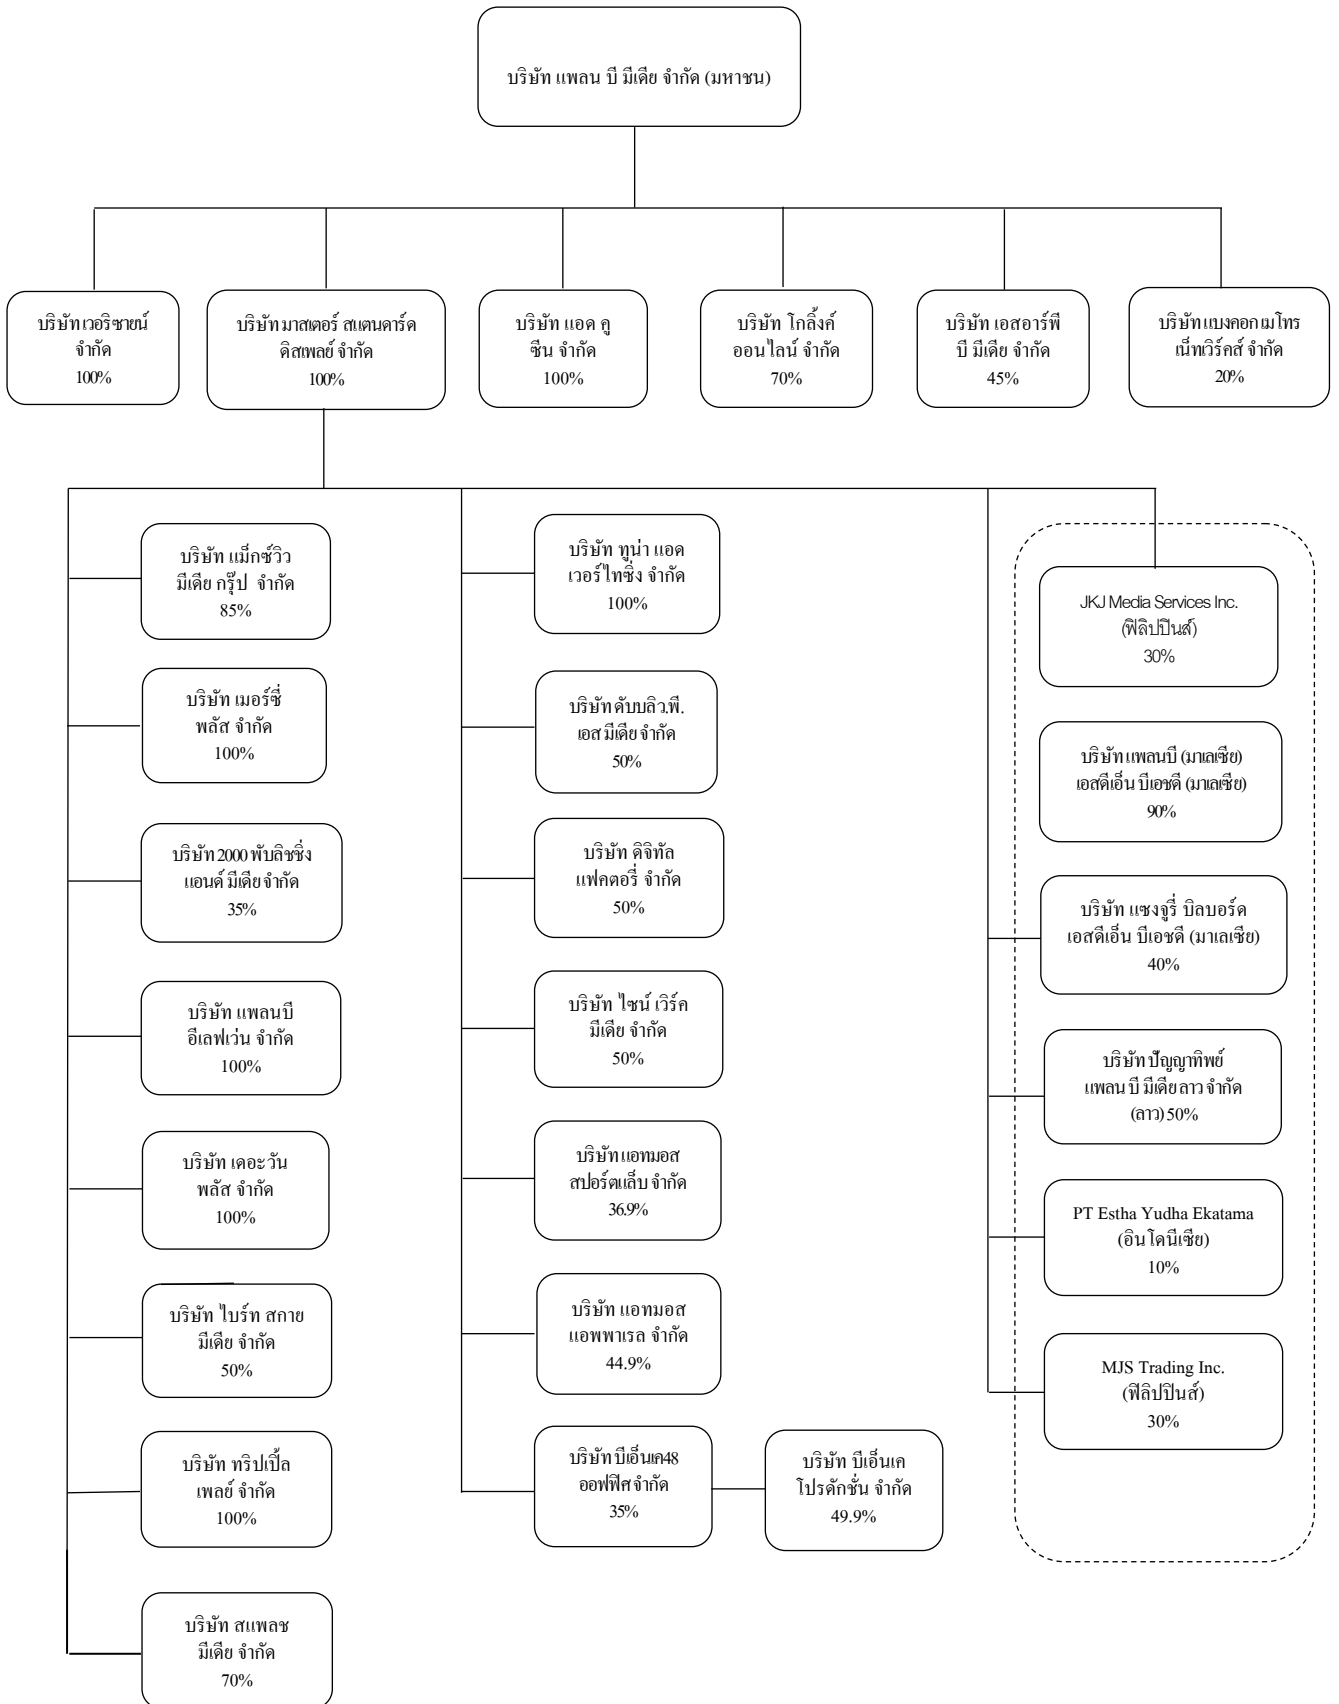 บริษัท แพลน บี มีเดีย จำกัด (มหาชน)
บริษัท เวอริซายน์
จำกัด
100%
บริษัท มาสเตอร์ สแตนดาร์ด
ดิสเพลย์ จำกัด
100%
บริษัท แอด คู
ซีน จำกัด
100%
บริษัท โกลิ้งค์
ออนไลน์ จำกัด
70%
บริษัท เอสอาร์พี
บี มีเดีย จำกัด
45%
บริษัท แบงคอก เมโทร
เน็ทเวิร์คส์ จำกัด
20%
บริษัท แม็กซ์วิว
มีเดีย กรุ๊ป จำกัด
85%
บริษัท เมอร์ซี่
พลัส จำกัด
100%
บริษัท 2000 พับลิชชิ่ง
แอนด์ มีเดีย จำกัด
35%
บริษัท แพลนบี
อีเลฟเว่น จำกัด
100%
บริษัท เดอะวัน
พลัส จำกัด
100%
บริษัท ไบร์ท สกาย
มีเดีย จำกัด
50%
บริษัท ทริปเปิ้ล
เพลย์ จำกัด
100%
บริษัท สแพลช
มีเดีย จำกัด
70%
บริษัท ทูน่า แอด
เวอร์ไทซิ่ง จำกัด
100%
บริษัท ดับบลิว.พี.
เอส มีเดีย จำกัด
50%
บริษัท ดิจิทัล
แฟคตอรี่ จำกัด
50%
บริษัท ไซน์ เวิร์ค
มีเดีย จำกัด
50%
บริษัท แอทมอส
สปอร์ตแล็บ จำกัด
36.9%
บริษัท แอทมอส
แอพพาเรล จำกัด
44.9%
บริษัท บีเอ็นเค48
ออฟฟิศ จำกัด
35%
บริษัท บีเอ็นเค
โปรดักชั่น จำกัด
49.9%
JKJ Media Services Inc.
(ฟิลิปปินส์)
30%
บริษัท แพลนบี (มาเลเซีย)
เอสดีเอ็น บีเอชดี (มาเลเซีย)
90%
บริษัท แซงจูรี่ บิลบอร์ด
เอสดีเอ็น บีเอชดี (มาเลเซีย)
40%
บริษัท ปัญญาทิพย์
แพลน บี มีเดีย ลาว จำกัด
(ลาว) 50%
PT Estha Yudha Ekatama
(อินโดนีเซีย)
10%
MJS Trading Inc.
(ฟิลิปปินส์)
30%